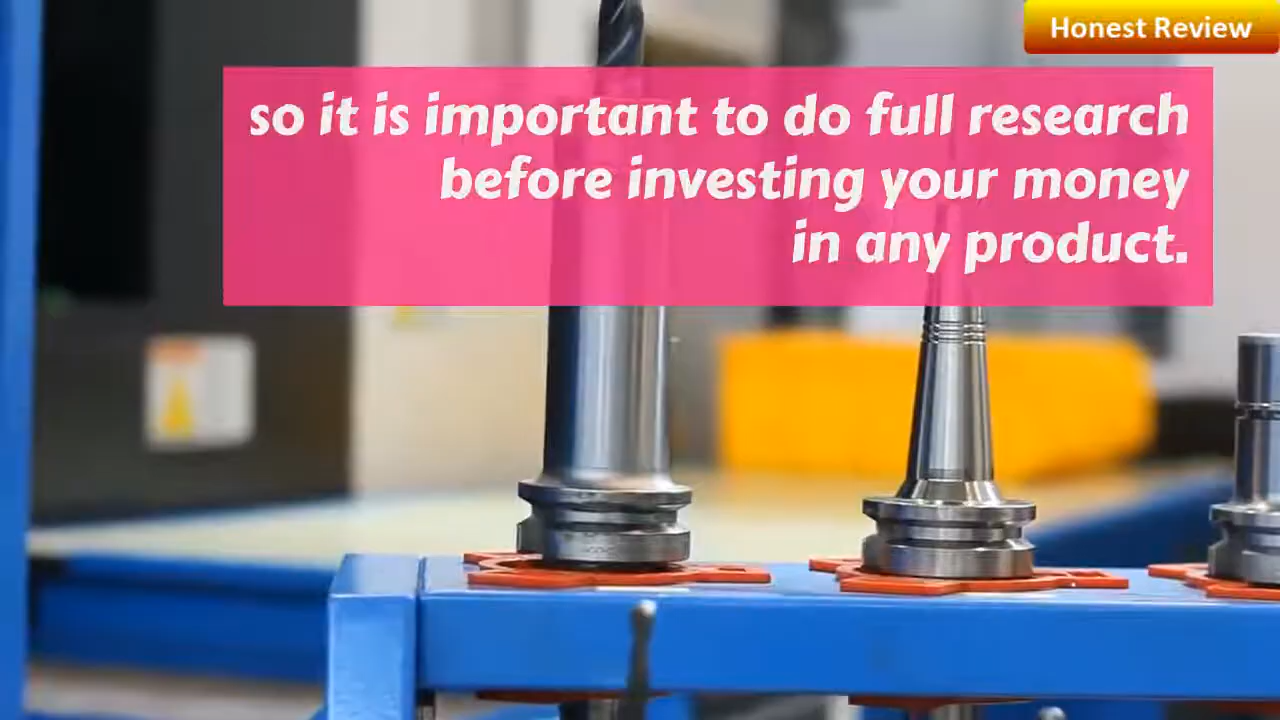 Honest Review
so it is important to do full research
before investing your money
in any product.